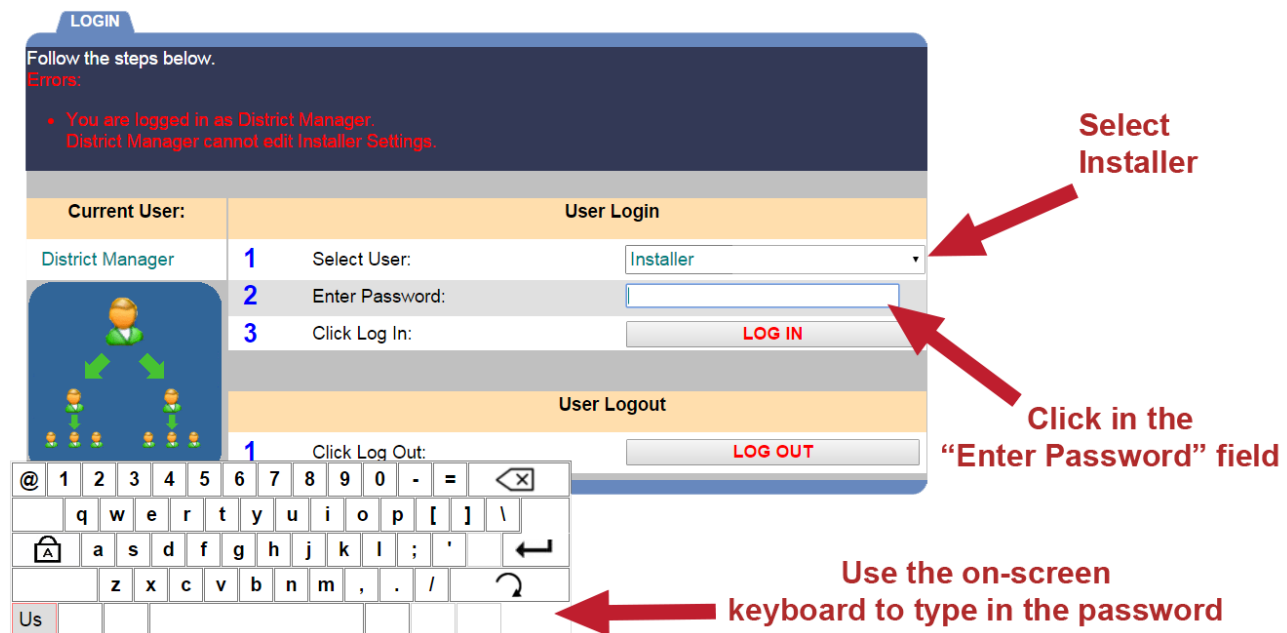 LOGIN
Follow the steps below.
Errors:
• You are logged in as District Manager.
District Manager cannot edit Installer Settings.
Select
Installer
Current User:
User Login
District Manager
1 Select User: Installer
2 Enter Password:
3 Click Log In: LOG IN
Click in the
“Enter Password” field
User Logout
1 Click Log Out: LOG OUT
@ 1 2 3 4 5 6 7 8 9 0 - =
q w e r t y u i o p [ ] \
A a s d f g h j k l ; '
z x c v b n m , . /
Us
Use the on-screen
keyboard to type in the password